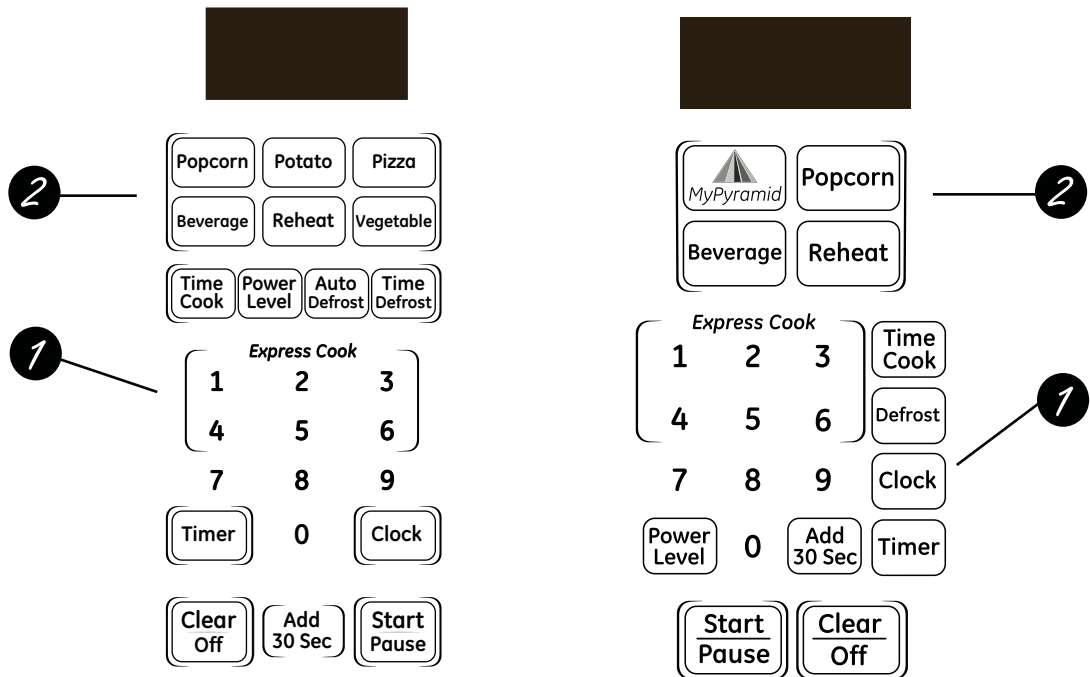 Popcorn Potato Pizza
2
Beverage Reheat Vegetable
Time Cook
Power Level
Auto Defrost
Time Defrost
1
Express Cook
1 2 3
4 5 6
7 8 9
Timer 0 Clock
Clear
Off
Add
30 Sec
Start
Pause
MyPyramid
Popcorn
2
Beverage Reheat
Express Cook
1 2 3
Time
Cook
4 5 6
Defrost
1
7 8 9
Clock
Power
Level
0
Add
30 Sec
Timer
Start
Pause
Clear
Off